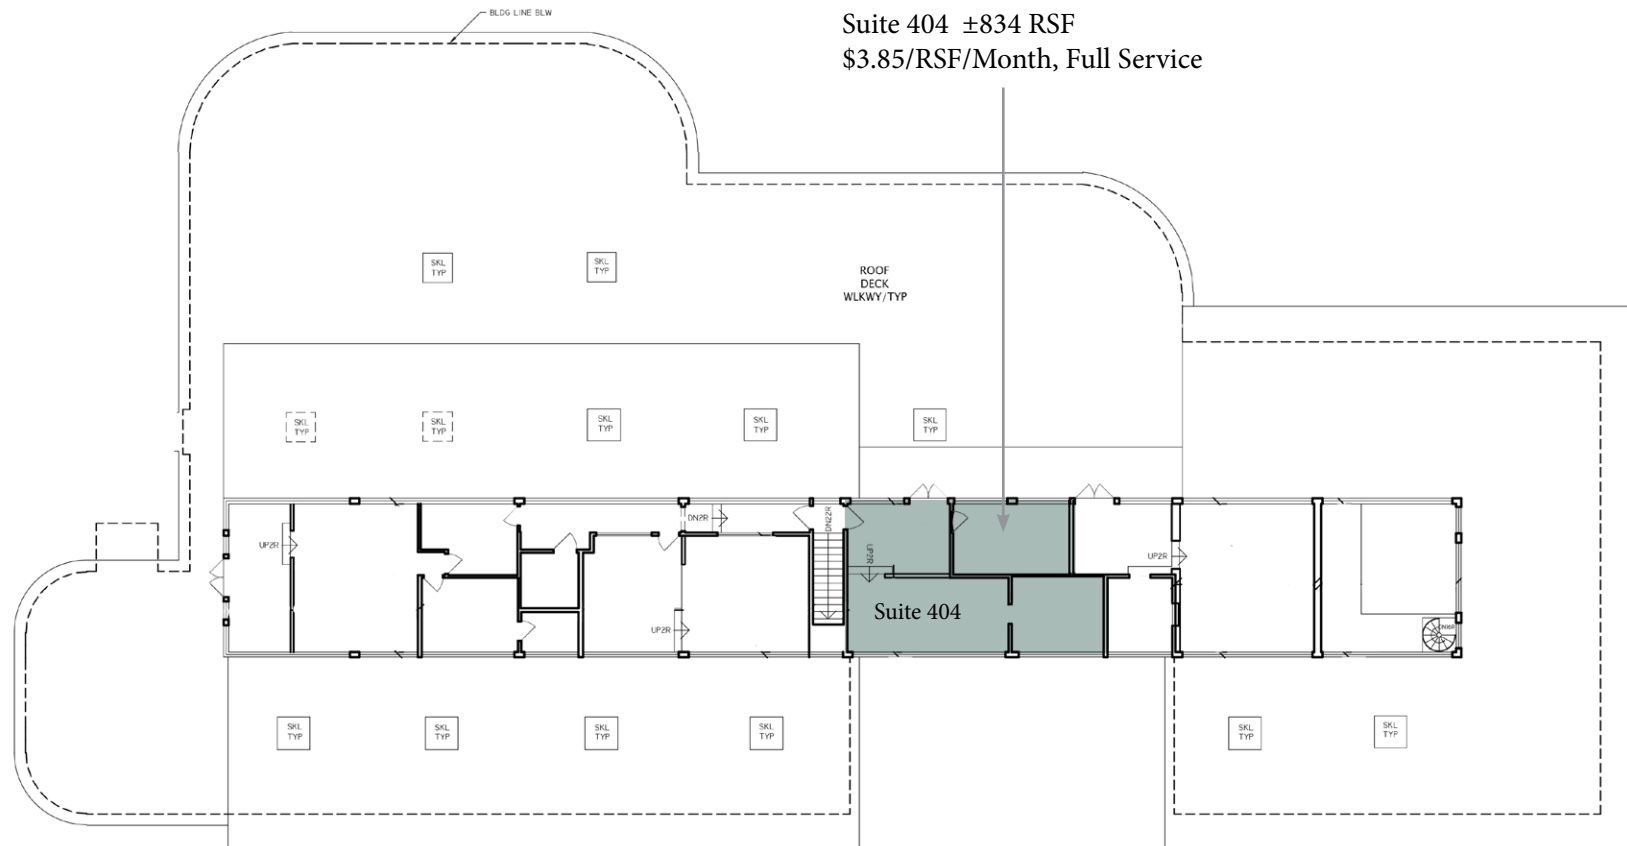 BLDG LINE BLW
Suite 404 ±834 RSF
$3.85/RSF/Month, Full Service
SKL
TYP
SKL
TYP
ROOF
DECK
WLKWY/TYP
SKL
TYP
SKL
TYP
SKL
TYP
SKL
TYP
SKL
TYP
DN2R
DN22R
UP2R
UP2R
UP2R
Suite 404
UP2R
DN16R
SKL
TYP
SKL
TYP
SKL
TYP
SKL
TYP
SKL
TYP
SKL
TYP